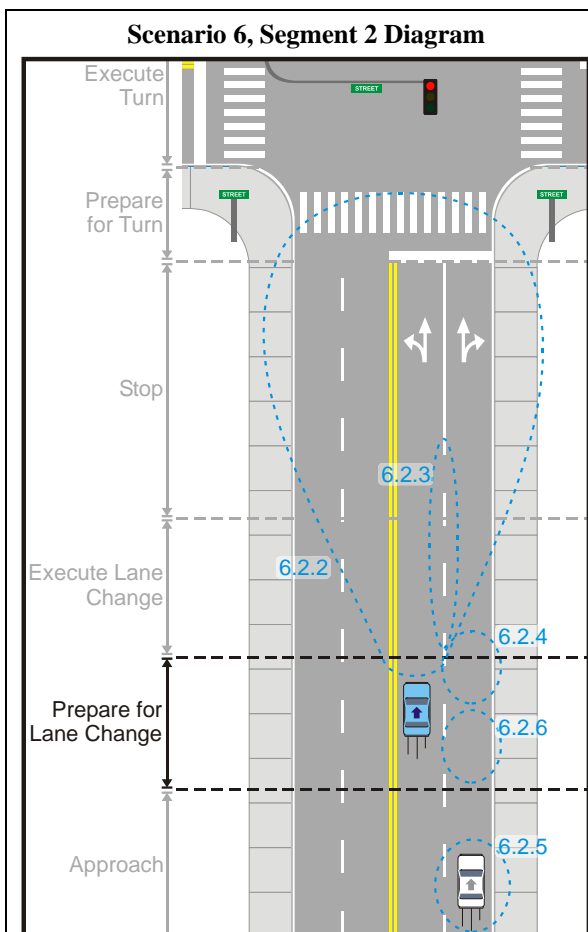 Scenario 6, Segment 2 Diagram
Execute
Turn
STREET
Prepare
for Turn
STREET
STREET
Stop
6.2.3
6.2.2
Execute Lane
Change
6.2.4
Prepare for
Lane Change
6.2.6
6.2.5
Approach